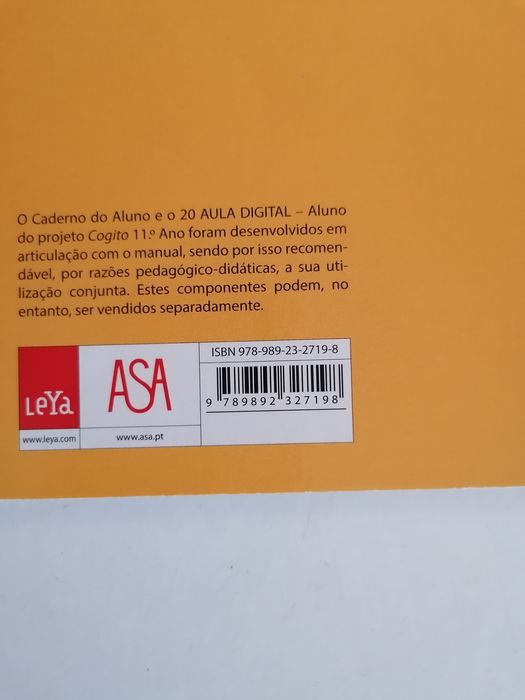 O Caderno do Aluno e o 20 AULA DIGITAL – Aluno
do projeto Cogito 11.º Ano foram desenvolvidos em
articulação com o manual, sendo por isso recomen-
dável, por razões pedagógico-didáticas, a sua uti-
lização conjunta. Estes componentes podem, no
entanto, ser vendidos separadamente.
LeYa
www.leya.com
ASA
www.asa.pt
ISBN 978-989-23-2719-8
9 789892 327198